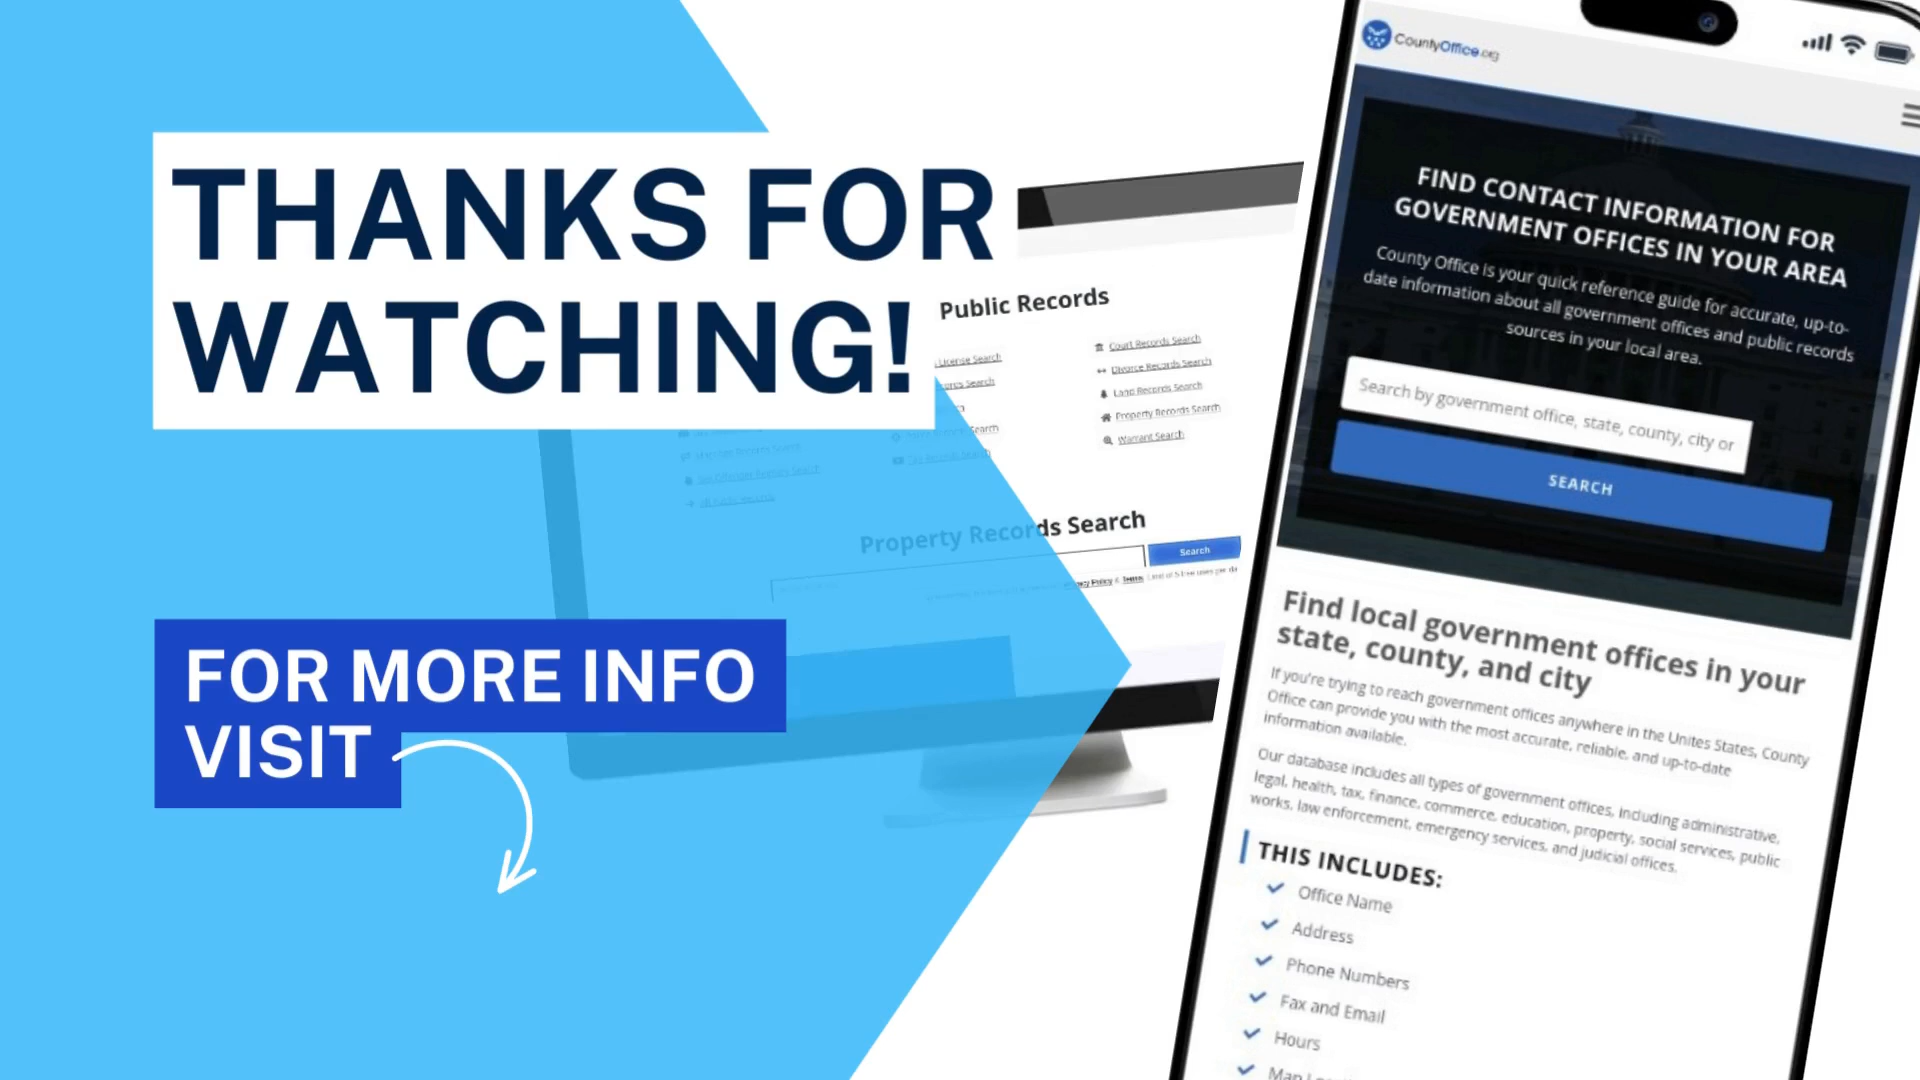 THANKS FOR
WATCHING!
FOR MORE INFO
VISIT
Public Records
License Search
Search
Search
Court Records Search
Divorce Records Search
Land Records Search
Property Records Search
Warrant Search
Property Records Search
Search
CountyOffice.org
FIND CONTACT INFORMATION FOR
GOVERNMENT OFFICES IN YOUR AREA
County Office is your quick reference guide for accurate, up-to-
date information about all government offices and public records
sources in your local area.
Search by government office, state, county, city or
SEARCH
Find local government offices in your
state, county, and city
If you're trying to reach government offices anywhere in the Unites States, County
Office can provide you with the most accurate, reliable, and up-to-date
information available.
Our database includes all types of government offices, including administrative,
legal, health, tax, finance, commerce, education, property, social services, public
works, law enforcement, emergency services, and judicial offices.
THIS INCLUDES:
Office Name
Address
Phone Numbers
Fax and Email
Hours